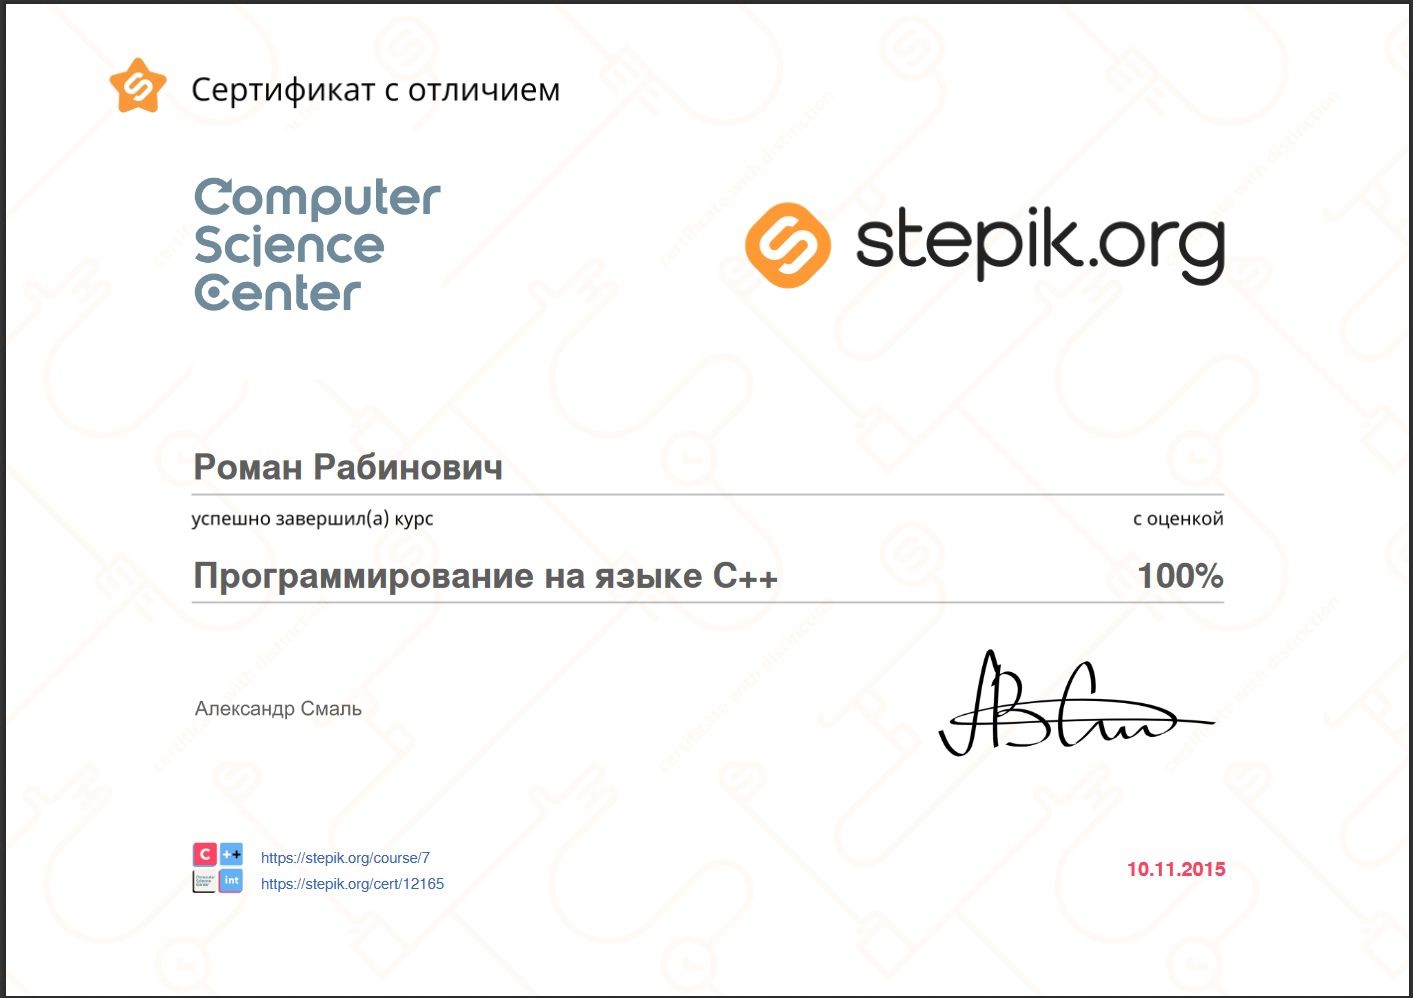 Сертификат с отличием
Computer
Science
Center
stepik.org
Роман Рабинович
успешно завершил(а) курс
с оценкой
Программирование на языке C++
100%
Александр Смаль
C ++
int
https://stepik.org/course/7
https://stepik.org/cert/12165
10.11.2015